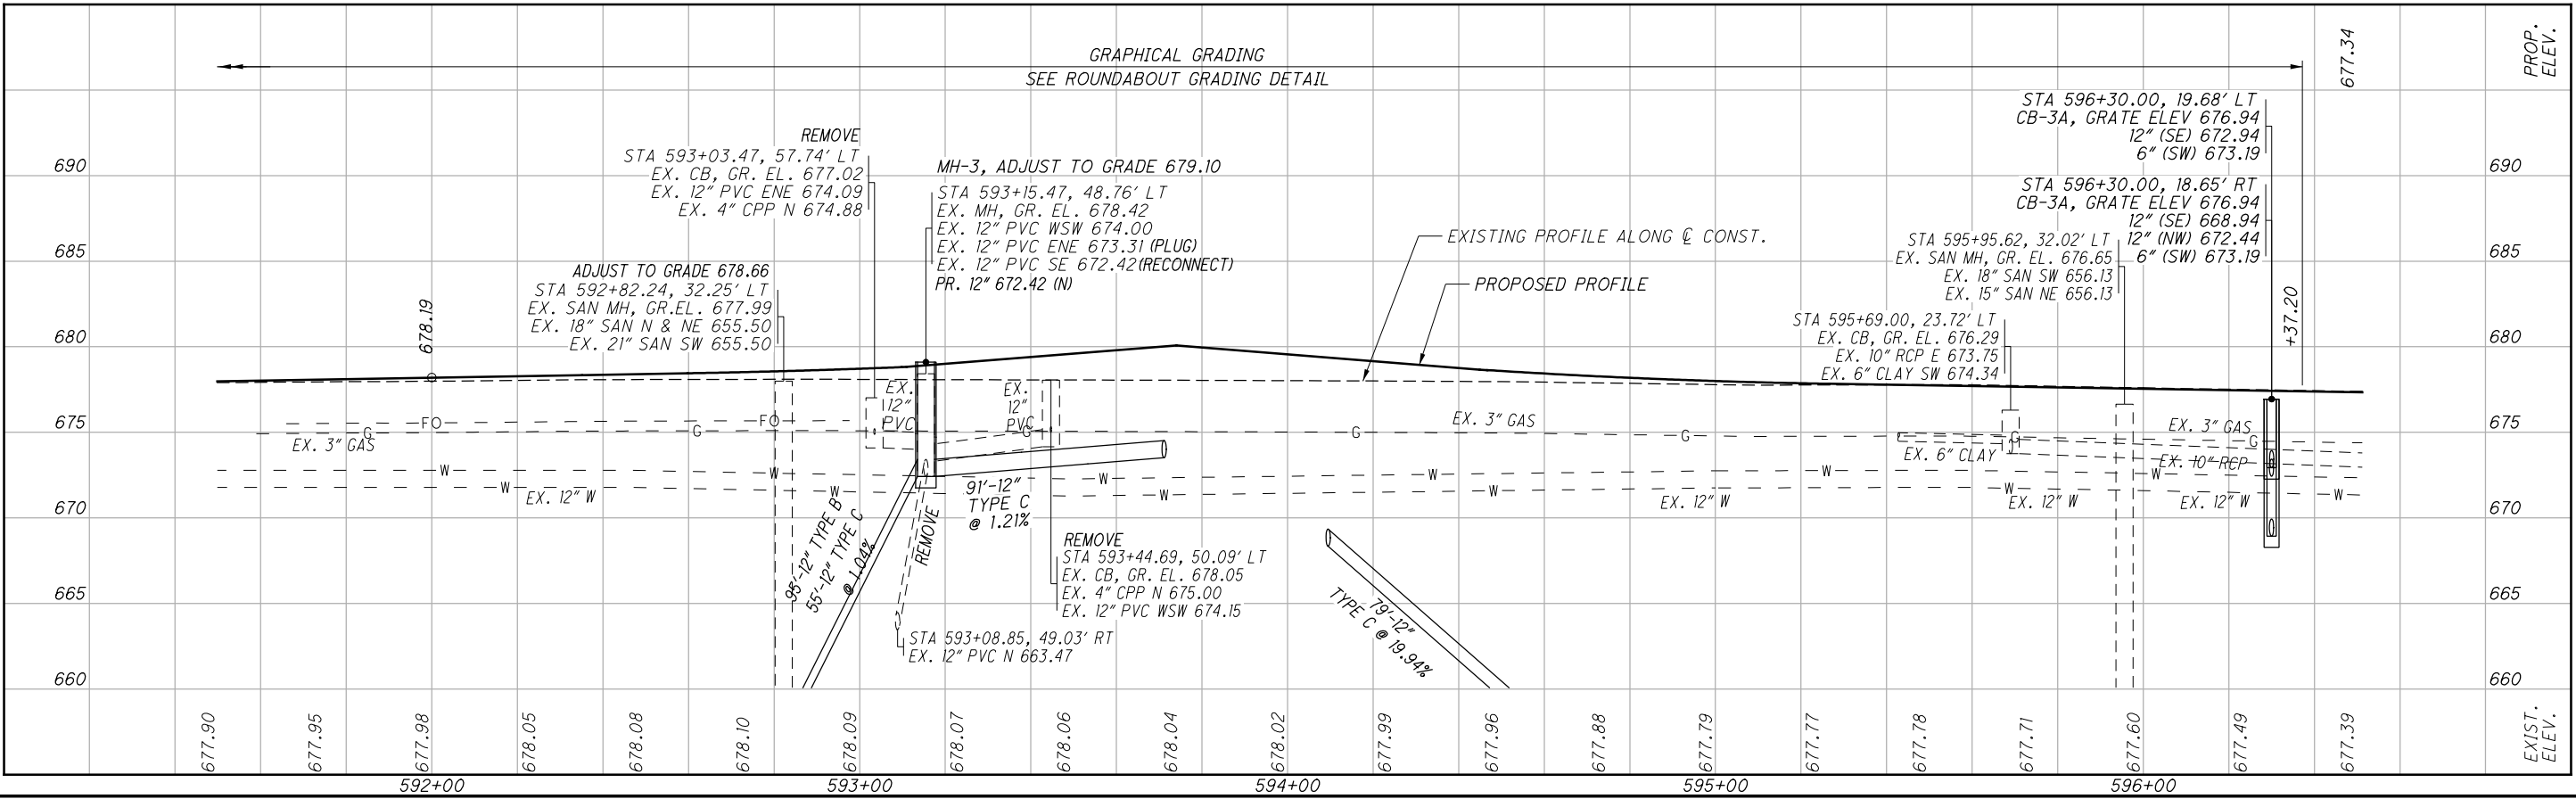 GRAPHICAL GRADING
SEE ROUNDABOUT GRADING DETAIL
677.34
PROP.
ELEV.
690
685
680
675
670
665
660
690
685
680
675
670
665
660
678.19
ADJUST TO GRADE 678.66
STA 592+82.24, 32.25' LT
EX. SAN MH, GR.EL. 677.99
EX. 18" SAN N & NE 655.50
EX. 21" SAN SW 655.50
REMOVE
STA 593+03.47, 57.74' LT
EX. CB, GR. EL. 677.02
EX. 12" PVC ENE 674.09
EX. 4" CPP N 674.88
MH-3, ADJUST TO GRADE 679.10
STA 593+15.47, 48.76' LT
EX. MH, GR. EL. 678.42
EX. 12" PVC WSW 674.00
EX. 12" PVC ENE 673.31 (PLUG)
EX. 12" PVC SE 672.42(RECONNECT)
PR. 12" 672.42 (N)
EXISTING PROFILE ALONG ℄ CONST.
PROPOSED PROFILE
STA 596+30.00, 19.68' LT
CB-3A, GRATE ELEV 676.94
12" (SE) 672.94
6" (SW) 673.19
STA 596+30.00, 18.65' RT
CB-3A, GRATE ELEV 676.94
12" (SE) 668.94
12" (NW) 672.44
6" (SW) 673.19
STA 595+95.62, 32.02' LT
EX. SAN MH, GR. EL. 676.65
EX. 18" SAN SW 656.13
EX. 15" SAN NE 656.13
STA 595+69.00, 23.72' LT
EX. CB, GR. EL. 676.29
EX. 10" RCP E 673.75
EX. 6" CLAY SW 674.34
+37.20
EX.
12"
PVC
EX.
12"
PVC
FO
FO
G
G
G
G
G
G
G
EX. 3" GAS
EX. 3" GAS
EX. 3" GAS
W
W
W
W
W
W
W
W
W
W
W
W
W
EX. 12" W
EX. 12" W
EX. 12" W
EX. 12" W
EX. 6" CLAY
EX. 10" RCP
95'-12" TYPE B
55'-12" TYPE C
@ 1.04%
REMOVE
91'-12"
TYPE C
@ 1.21%
REMOVE
STA 593+44.69, 50.09' LT
EX. CB, GR. EL. 678.05
EX. 4" CPP N 675.00
EX. 12" PVC WSW 674.15
STA 593+08.85, 49.03' RT
EX. 12" PVC N 663.47
79'-12"
TYPE C @ 19.94%
677.90
677.95
677.98
678.05
678.08
678.10
678.09
678.07
678.06
678.04
678.02
677.99
677.96
677.88
677.79
677.77
677.78
677.71
677.60
677.49
677.39
EXIST.
ELEV.
592+00
593+00
594+00
595+00
596+00